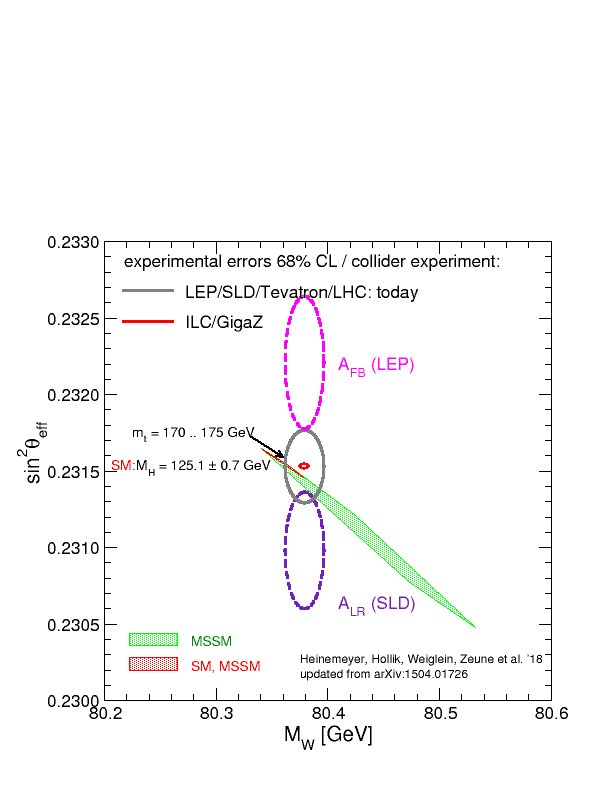 0.2330
experimental errors 68% CL / collider experiment:
LEP/SLD/Tevatron/LHC: today
0.2325
ILC/GigaZ
A_FB (LEP)
0.2320
m_t = 170 .. 175 GeV
sin²θ_eff
0.2315
SM: M_H = 125.1 ± 0.7 GeV
0.2310
A_LR (SLD)
0.2305
MSSM
SM, MSSM
Heinemeyer, Hollik, Weiglein, Zeune et al. '18
updated from arXiv:1504.01726
0.2300
80.2 80.3 80.4 80.5 80.6
M_W [GeV]